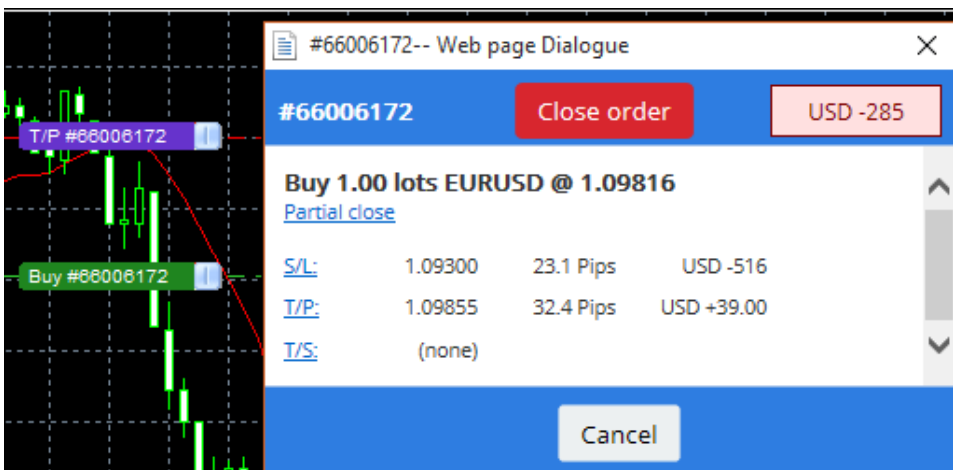 #66006172-- Web page Dialogue
#66006172 Close order USD -285
T/P #66006172
Buy 1.00 lots EURUSD @ 1.09816
Partial close
S/L: 1.09300 23.1 Pips USD -516
Buy #66006172
T/P: 1.09855 32.4 Pips USD +39.00
T/S: (none)
Cancel